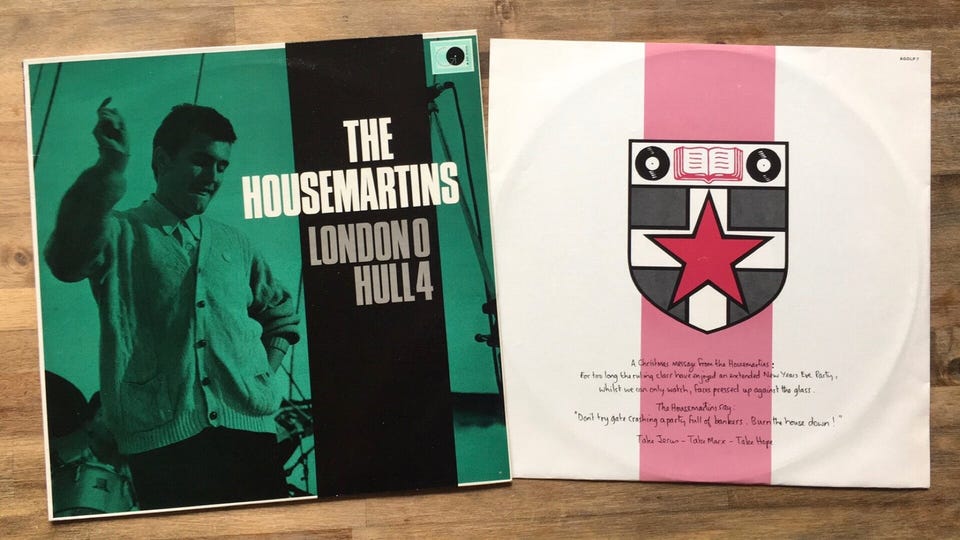 THE
HOUSEMARTINS
LONDON 0
HULL 4
AGOLP 7
A Christmas message from the Housemartins:
For too long the ruling class have enjoyed an extended New Years Eve Party,
whilst we can only watch, faces pressed up against the glass.
The Housemartins say:
"Don't try gate crashing a party full of bankers. Burn the house down!"
Take Jesus - Take Marx - Take Hope